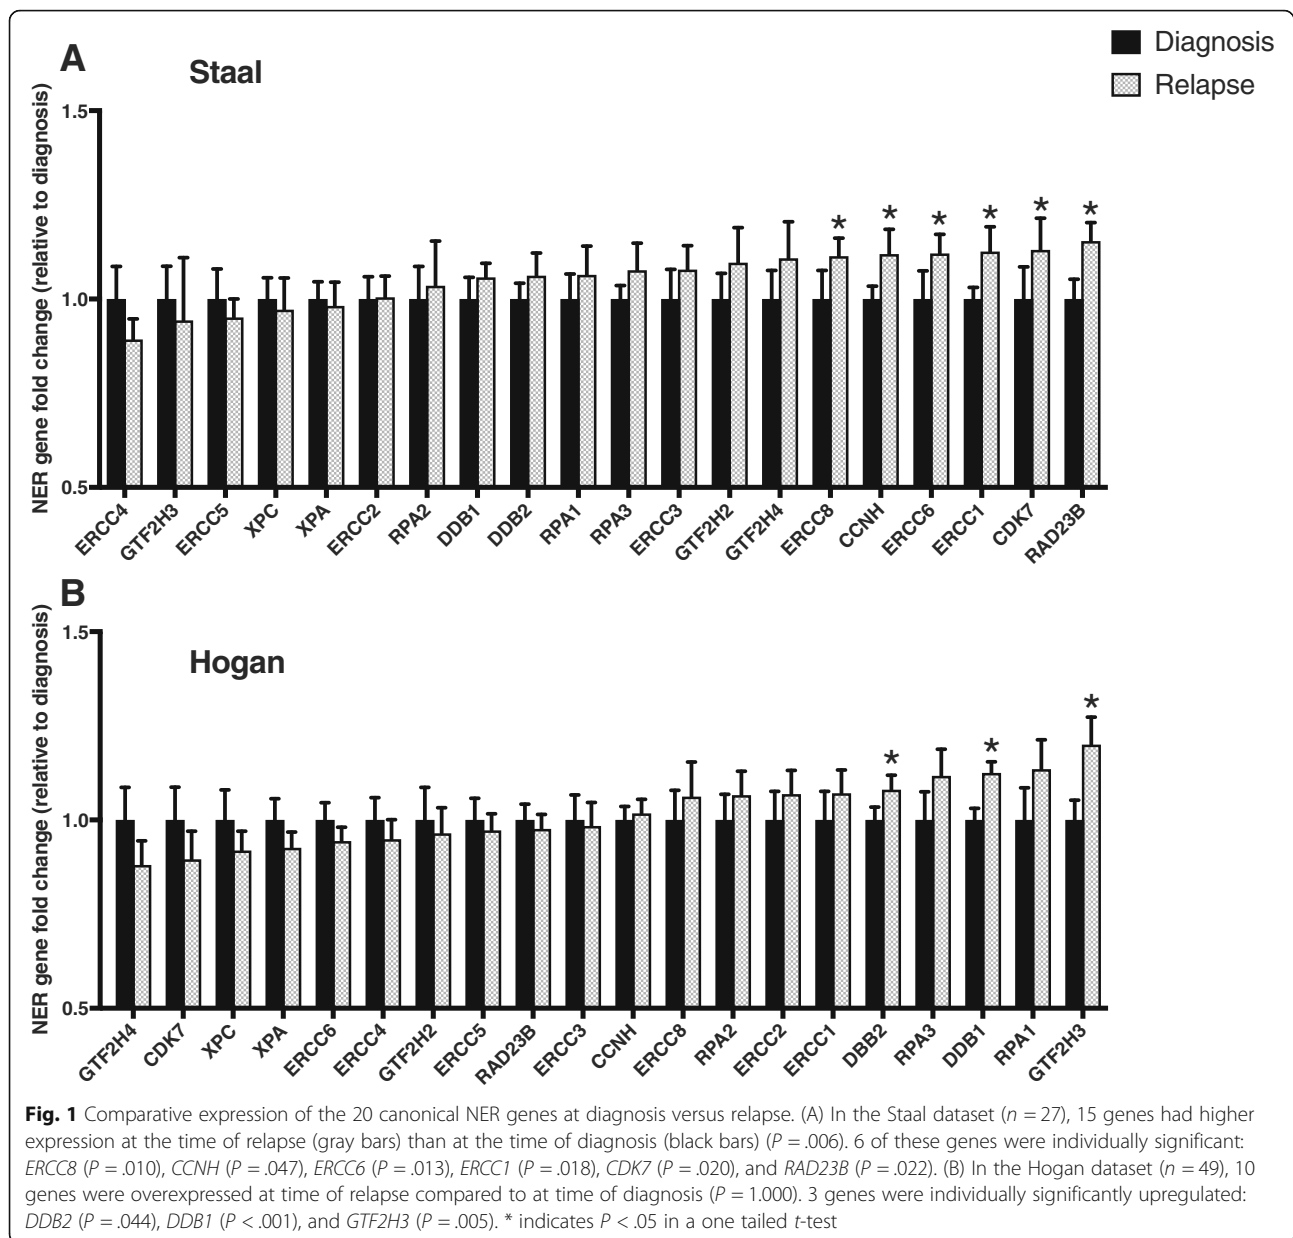 A
Staal
Diagnosis
Relapse
NER gene fold change (relative to diagnosis)
1.5
1.0
0.5
ERCC4 GTF2H3 ERCC5 XPC XPA ERCC2 RPA2 DDB1 DDB2 RPA1 RPA3 ERCC3 GTF2H2 GTF2H4 ERCC8 CCNH ERCC6 ERCC1 CDK7 RAD23B
* * * * * *
B
Hogan
NER gene fold change (relative to diagnosis)
1.5
1.0
0.5
GTF2H4 CDK7 XPC XPA ERCC6 ERCC4 GTF2H2 ERCC5 RAD23B ERCC3 CCNH ERCC8 RPA2 ERCC2 ERCC1 DBB2 RPA3 DDB1 RPA1 GTF2H3
* * *
Fig. 1 Comparative expression of the 20 canonical NER genes at diagnosis versus relapse. (A) In the Staal dataset (n = 27), 15 genes had higher
expression at the time of relapse (gray bars) than at the time of diagnosis (black bars) (P = .006). 6 of these genes were individually significant:
ERCC8 (P = .010), CCNH (P = .047), ERCC6 (P = .013), ERCC1 (P = .018), CDK7 (P = .020), and RAD23B (P = .022). (B) In the Hogan dataset (n = 49), 10
genes were overexpressed at time of relapse compared to at time of diagnosis (P = 1.000). 3 genes were individually significantly upregulated:
DDB2 (P = .044), DDB1 (P < .001), and GTF2H3 (P = .005). * indicates P < .05 in a one tailed t-test